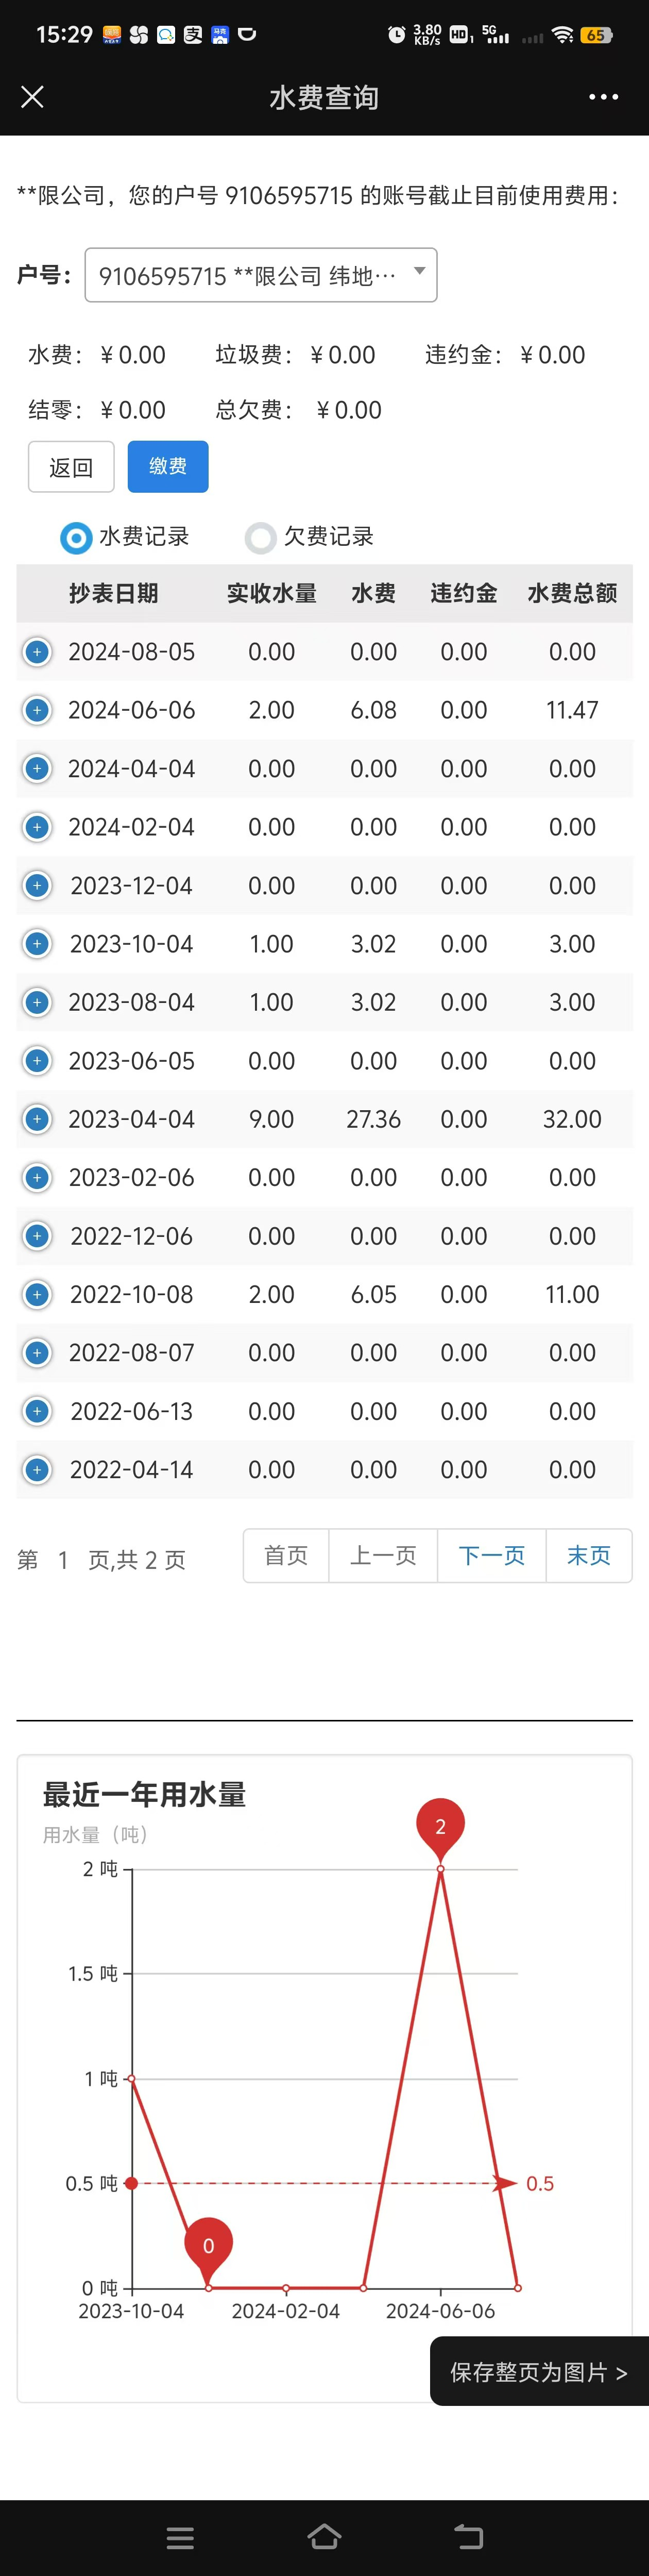 15:29 3.80 KB/s HD 1 5G 65
水费查询
**限公司，您的户号 9106595715 的账号截止目前使用费用：
户号： 9106595715 **限公司 纬地…
水费： ￥0.00 垃圾费： ￥0.00 违约金： ￥0.00
结零： ￥0.00 总欠费： ￥0.00
返回 缴费
水费记录 欠费记录
抄表日期 实收水量 水费 违约金 水费总额
2024-08-05 0.00 0.00 0.00 0.00
2024-06-06 2.00 6.08 0.00 11.47
2024-04-04 0.00 0.00 0.00 0.00
2024-02-04 0.00 0.00 0.00 0.00
2023-12-04 0.00 0.00 0.00 0.00
2023-10-04 1.00 3.02 0.00 3.00
2023-08-04 1.00 3.02 0.00 3.00
2023-06-05 0.00 0.00 0.00 0.00
2023-04-04 9.00 27.36 0.00 32.00
2023-02-06 0.00 0.00 0.00 0.00
2022-12-06 0.00 0.00 0.00 0.00
2022-10-08 2.00 6.05 0.00 11.00
2022-08-07 0.00 0.00 0.00 0.00
2022-06-13 0.00 0.00 0.00 0.00
2022-04-14 0.00 0.00 0.00 0.00
第 1 页,共 2 页 首页 上一页 下一页 末页
最近一年用水量
用水量（吨）
2
2 吨
1.5 吨
1 吨
0.5 吨 0.5
0
0 吨
2023-10-04 2024-02-04 2024-06-06
保存整页为图片 >